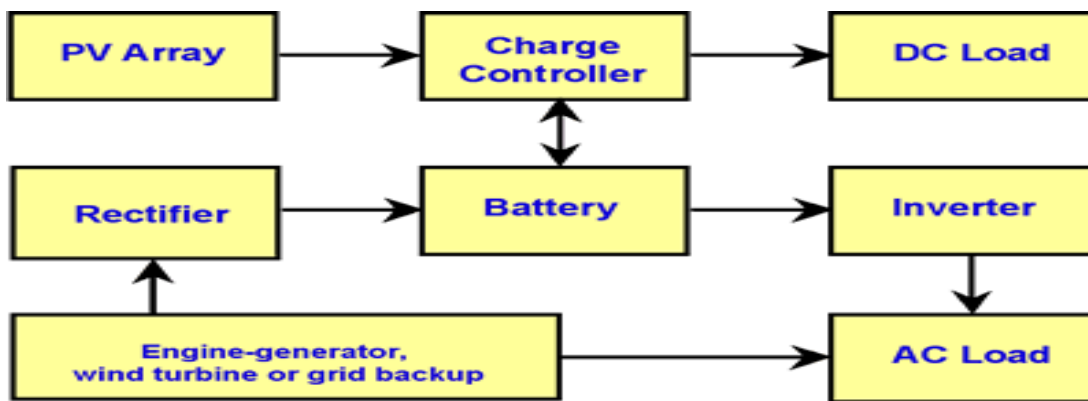 PV Array
Charge
Controller
DC Load
Rectifier
Battery
Inverter
Engine-generator,
wind turbine or grid backup
AC Load